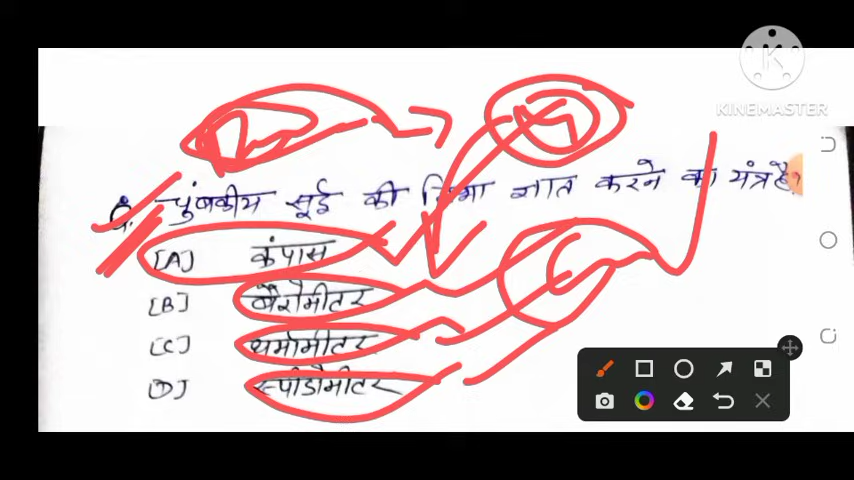 KINEMASTER
प्र. चुंबकीय सूई की दिशा ज्ञात करने का यंत्र है?
[A] कंपास
[B] बैरोमीटर
[C] थर्मामीटर
[D] स्पीडोमीटर